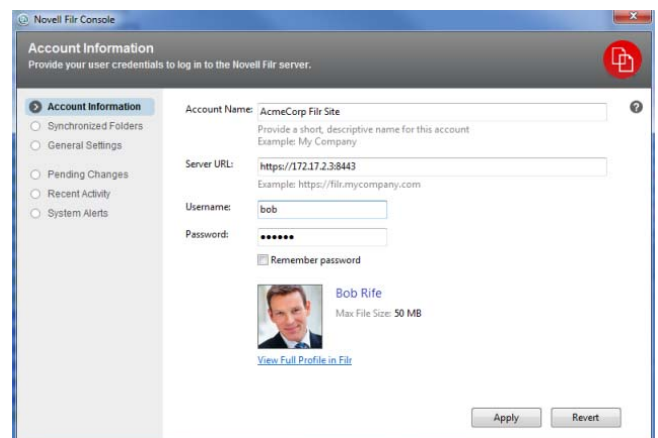 Novell Filr Console
Account Information
Provide your user credentials to log in to the Novell Filr server.
Account Information
Synchronized Folders
General Settings
Pending Changes
Recent Activity
System Alerts
Account Name: AcmeCorp Filr Site
Provide a short, descriptive name for this account
Example: My Company
Server URL: https://172.17.2.3:8443
Example: https://filr.mycompany.com
Username: bob
Password: ●●●●●●
Remember password
Bob Rife
Max File Size: 50 MB
View Full Profile in Filr
Apply Revert